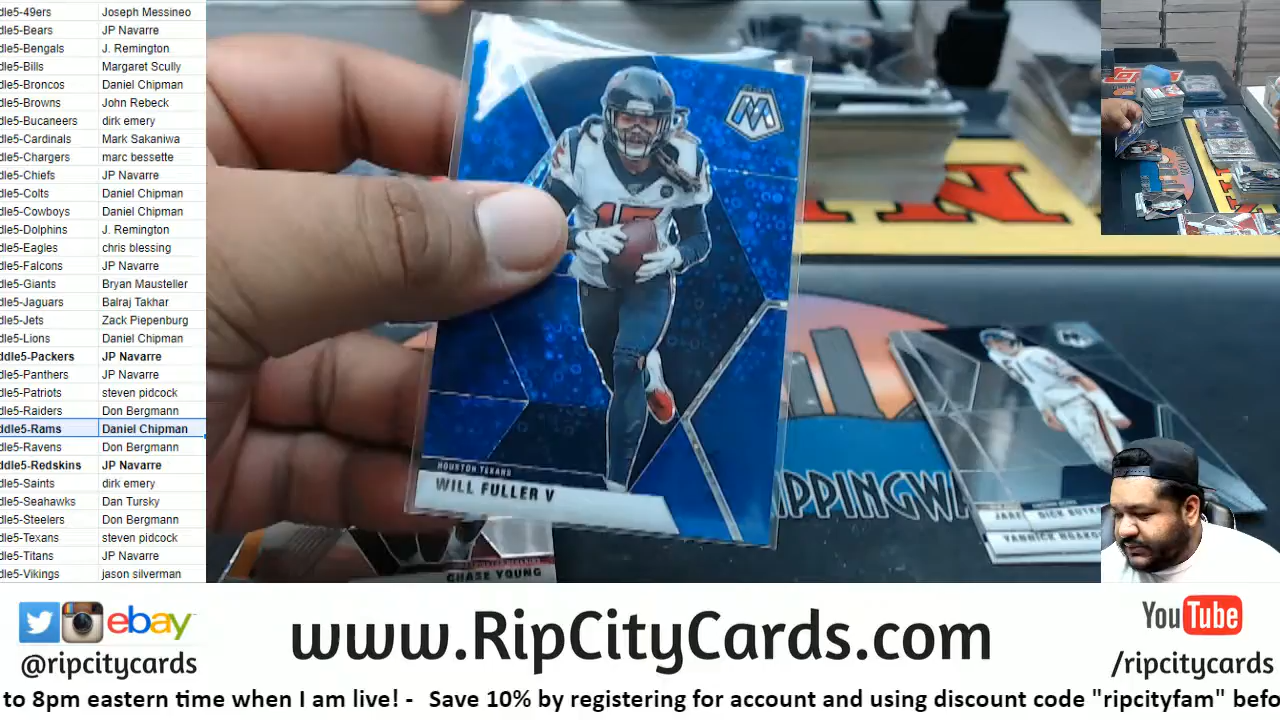 dle5-49ers Joseph Messineo
dle5-Bears JP Navarre
dle5-Bengals J. Remington
dle5-Bills Margaret Scully
dle5-Broncos Daniel Chipman
dle5-Browns John Rebeck
dle5-Bucaneers dirk emery
dle5-Cardinals Mark Sakaniwa
dle5-Chargers marc bessette
dle5-Chiefs JP Navarre
dle5-Colts Daniel Chipman
dle5-Cowboys Daniel Chipman
dle5-Dolphins J. Remington
dle5-Eagles chris blessing
dle5-Falcons JP Navarre
dle5-Giants Bryan Mausteller
dle5-Jaguars Balraj Takhar
dle5-Jets Zack Piepenburg
dle5-Lions Daniel Chipman
ddle5-Packers JP Navarre
dle5-Panthers JP Navarre
dle5-Patriots steven pidcock
dle5-Raiders Don Bergmann
ddle5-Rams Daniel Chipman
dle5-Ravens Don Bergmann
ddle5-Redskins JP Navarre
dle5-Saints dirk emery
dle5-Seahawks Dan Tursky
dle5-Steelers Don Bergmann
dle5-Texans steven pidcock
dle5-Titans JP Navarre
dle5-Vikings jason silverman
M
15
HOUSTON TEXANS
WILL FULLER V
CHASE YOUNG
IPPINGWA
JARE
DICK BUTK
YANNICK NGAKO
ebay
@ripcitycards
www.RipCityCards.com
YouTube
/ripcitycards
to 8pm eastern time when I am live! - Save 10% by registering for account and using discount code "ripcityfam" befo